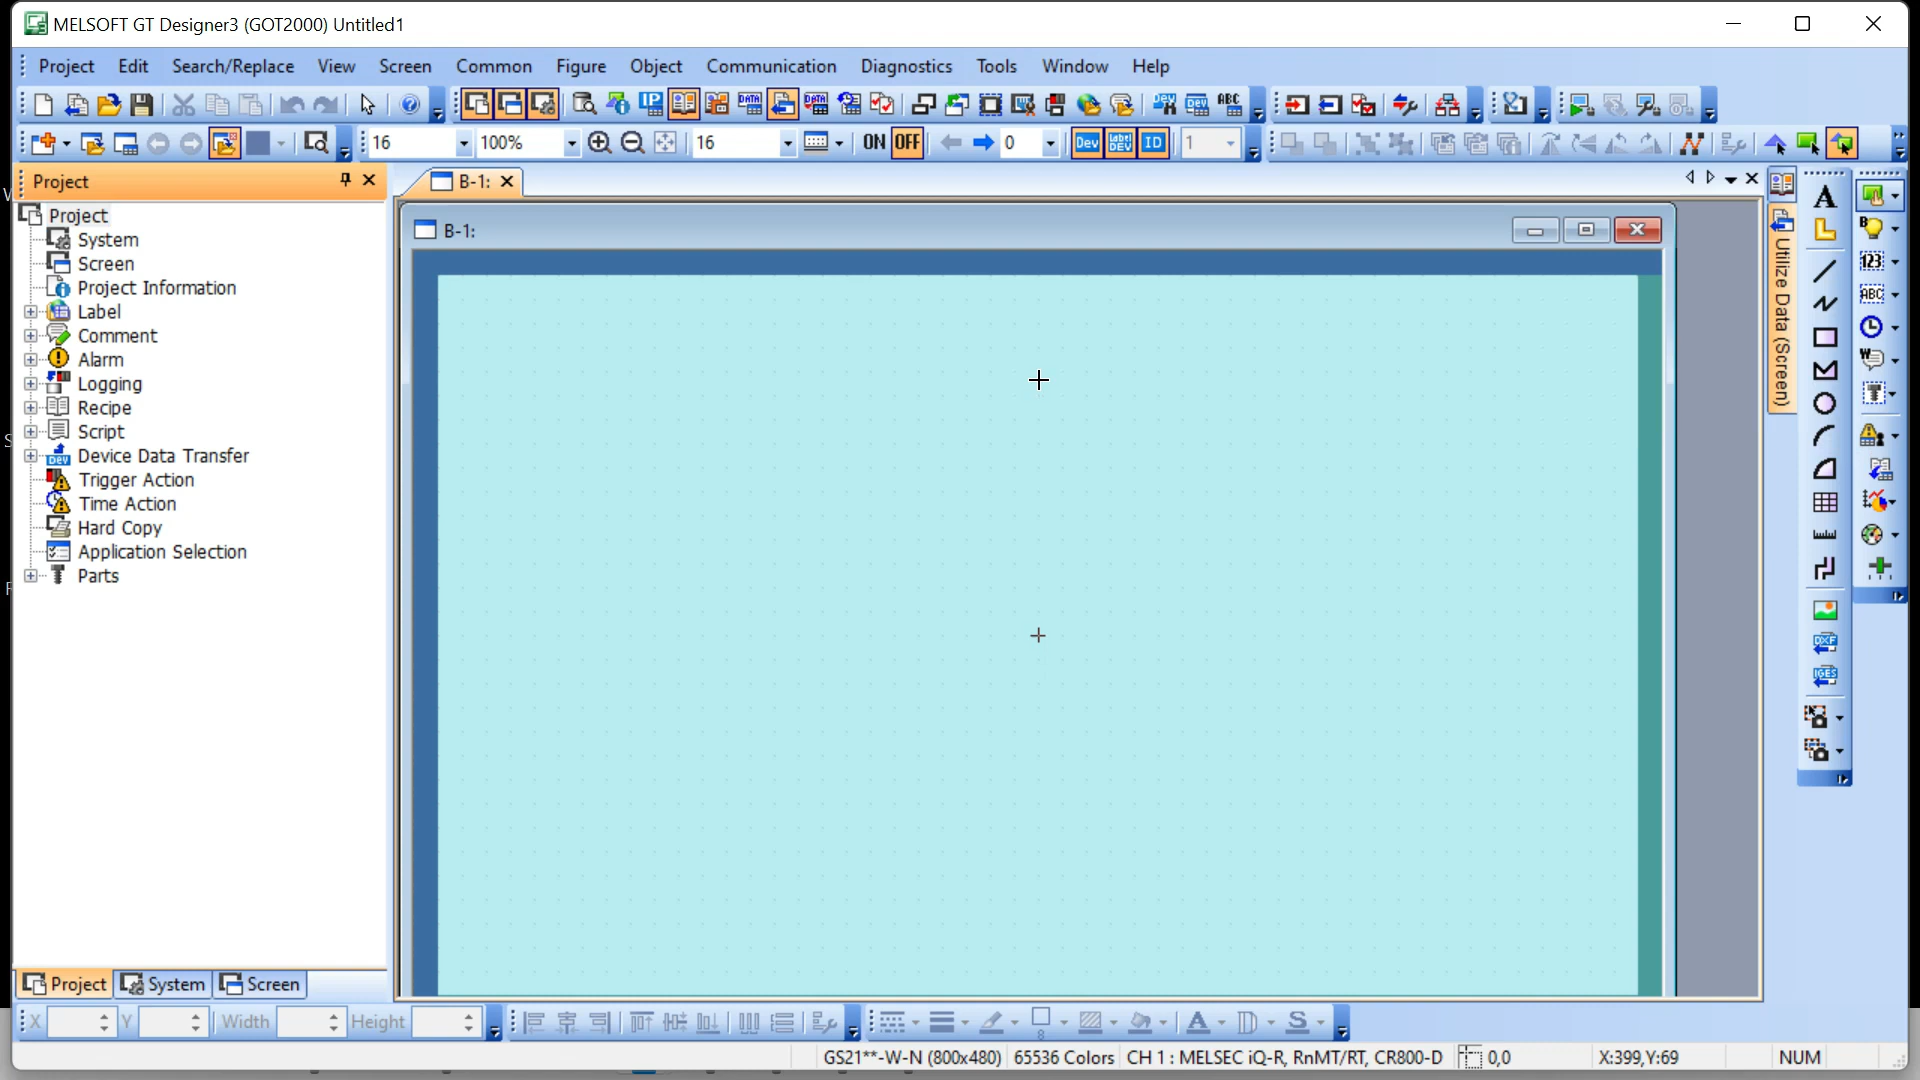 MELSOFT GT Designer3 (GOT2000) Untitled1
Project Edit Search/Replace View Screen Common Figure Object Communication Diagnostics Tools Window Help
16 100% 16 ON OFF 0 Dev Label DEV ID 1
Project
B-1:
B-1:
Project
System
Screen
Project Information
Label
Comment
Alarm
Logging
Recipe
Script
Device Data Transfer
Trigger Action
Time Action
Hard Copy
Application Selection
Parts
Utilize Data (Screen)
Project System Screen
X Y Width Height
GS21**-W-N (800x480) 65536 Colors CH 1 : MELSEC iQ-R, RnMT/RT, CR800-D 0,0 X:399,Y:69 NUM